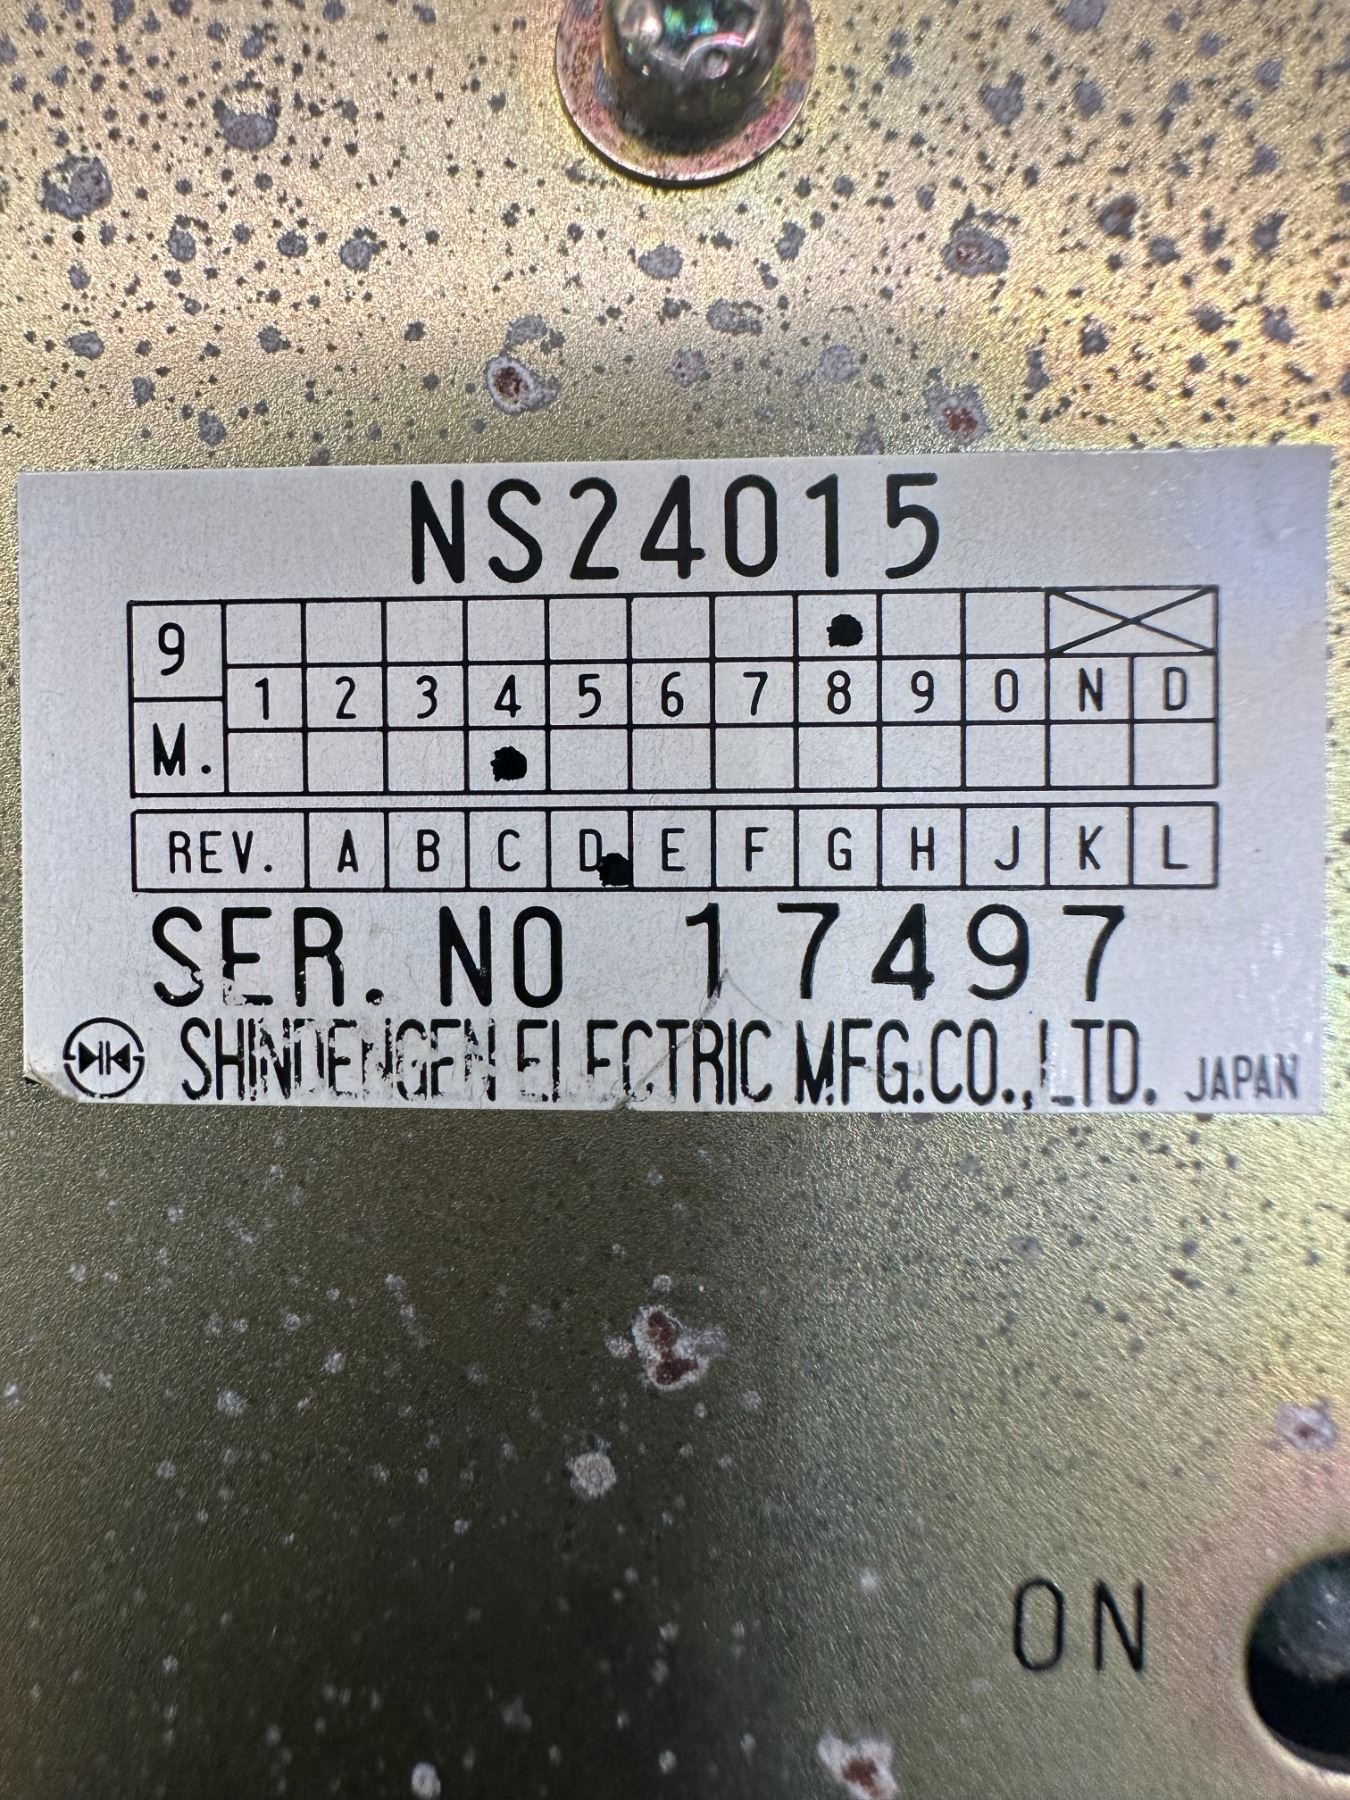 NS24015
9
1 2 3 4 5 6 7 8 9 0 N D
M.
REV. A B C D E F G H J K L
SER. NO 17497
SHINDENGEN ELECTRIC MFG.CO.,LTD. JAPAN
ON